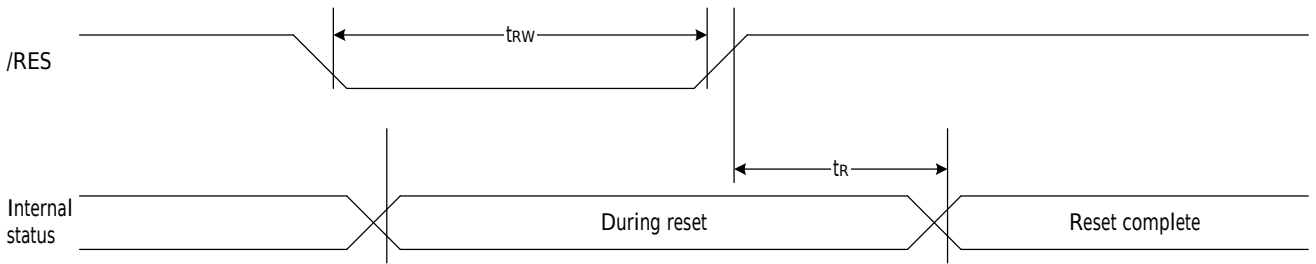 tRW
/RES
tR
Internal
status
During reset
Reset complete